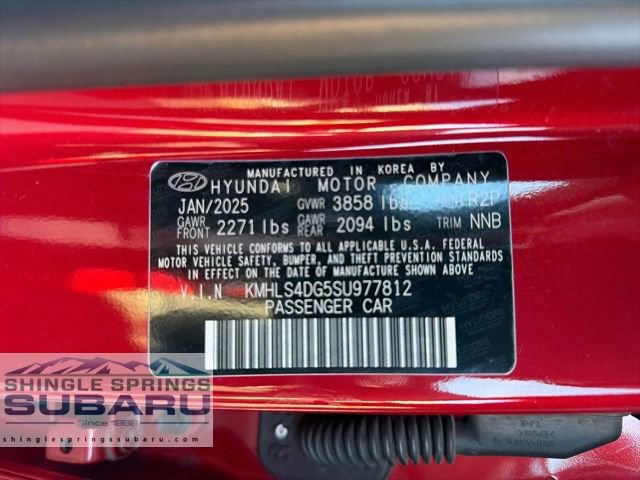 MANUFACTURED IN KOREA BY
HYUNDAI MOTOR COMPANY
JAN/2025 GVWR 3858 lbs R2P
GAWR FRONT 2271 lbs GAWR REAR 2094 lbs TRIM NNB
THIS VEHICLE CONFORMS TO ALL APPLICABLE U.S.A. FEDERAL
MOTOR VEHICLE SAFETY, BUMPER, AND THEFT PREVENTION STANDARDS
IN EFFECT ON THE DATE OF MANUFACTURE SHOWN ABOVE.
V.I.N KMHLS4DG5SU977812
PASSENGER CAR
SHINGLE SPRINGS
SUBARU
Since 1988
shinglespringssubaru.com